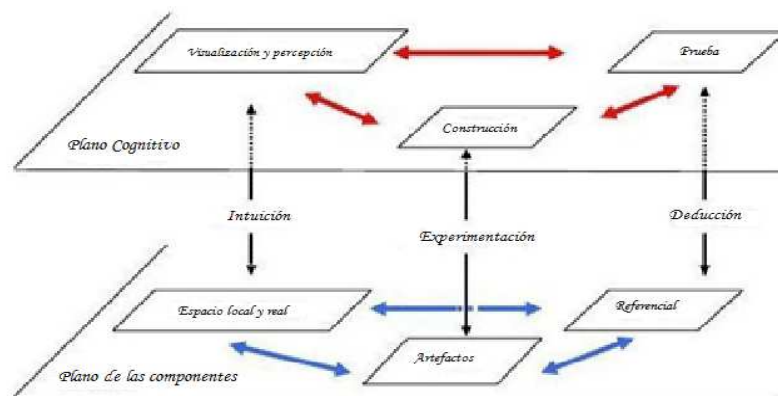 Visualización y percepción
Prueba
Construcción
Plano Cognitivo
Intuición
Deducción
Experimentación
Espacio local y real
Referencial
Artefactos
Plano de las componentes